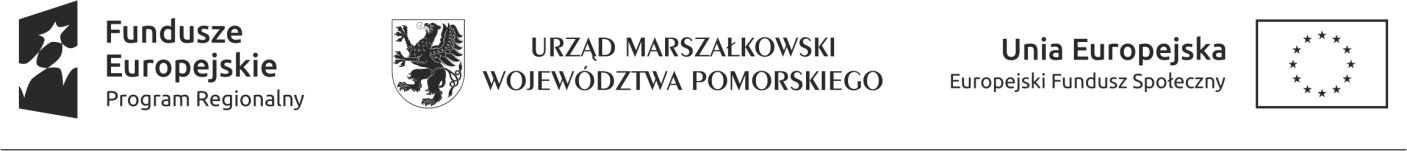 Fundusze
Europejskie
Program Regionalny
URZĄD MARSZAŁKOWSKI
WOJEWÓDZTWA POMORSKIEGO
Unia Europejska
Europejski Fundusz Społeczny